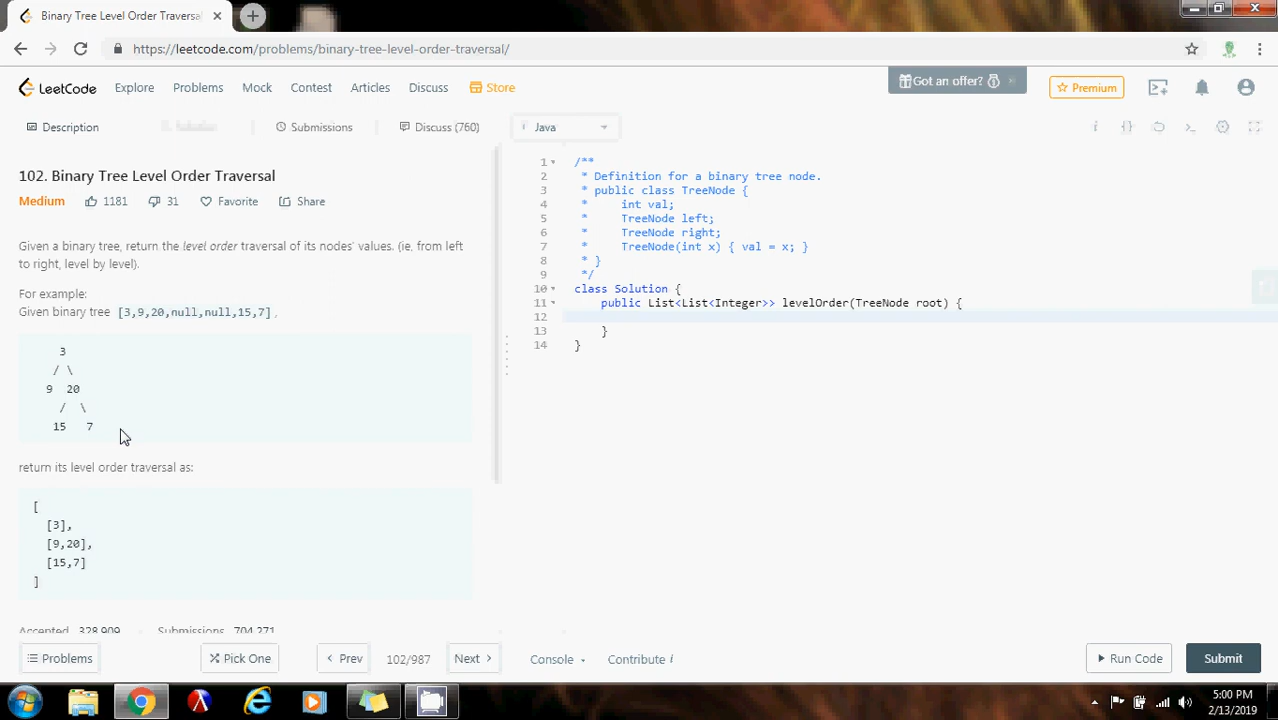 Binary Tree Level Order Traversal
https://leetcode.com/problems/binary-tree-level-order-traversal/
LeetCode
Explore
Problems
Mock
Contest
Articles
Discuss
Store
Got an offer?
Premium
Description
Submissions
Discuss (760)
Java
102. Binary Tree Level Order Traversal
Medium
1181
31
Favorite
Share
Given a binary tree, return the level order traversal of its nodes' values. (ie, from left
to right, level by level).
For example:
Given binary tree [3,9,20,null,null,15,7],
3
/ \
9 20
/ \
15 7
return its level order traversal as:
[
[3],
[9,20],
[15,7]
]
Accepted 328,909 Submissions 704,271
1 /**
2 * Definition for a binary tree node.
3 * public class TreeNode {
4 * int val;
5 * TreeNode left;
6 * TreeNode right;
7 * TreeNode(int x) { val = x; }
8 * }
9 */
10 class Solution {
11 public List<List<Integer>> levelOrder(TreeNode root) {
12
13 }
14 }
Problems
Pick One
Prev
102/987
Next
Console
Contribute i
Run Code
Submit
5:00 PM
2/13/2019